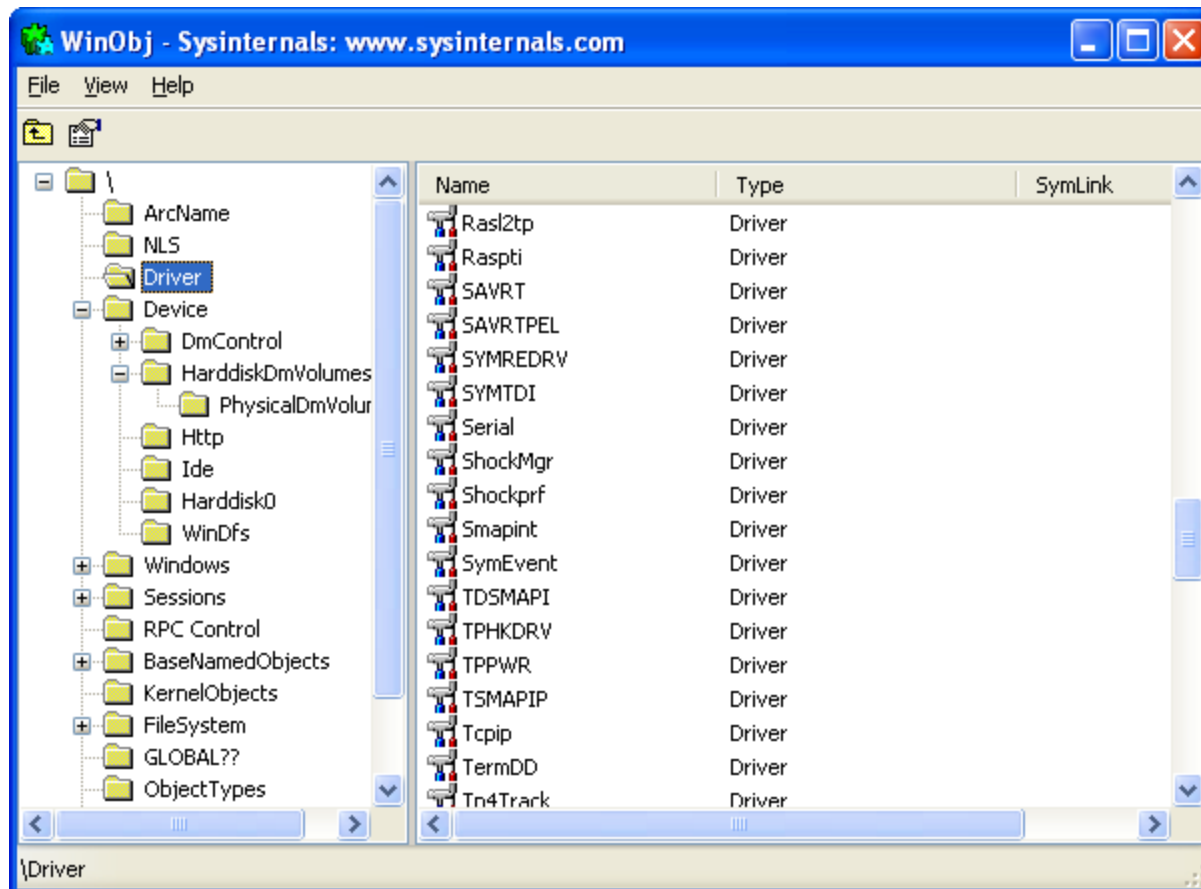 WinObj - Sysinternals: www.sysinternals.com
File View Help
\
ArcName
NLS
Driver
Device
DmControl
HarddiskDmVolumes
PhysicalDmVolur
Http
Ide
Harddisk0
WinDfs
Windows
Sessions
RPC Control
BaseNamedObjects
KernelObjects
FileSystem
GLOBAL??
ObjectTypes
Name Type SymLink
Rasl2tp Driver
Raspti Driver
SAVRT Driver
SAVRTPEL Driver
SYMREDRV Driver
SYMTDI Driver
Serial Driver
ShockMgr Driver
Shockprf Driver
Smapint Driver
SymEvent Driver
TDSMAPI Driver
TPHKDRV Driver
TPPWR Driver
TSMAPIP Driver
Tcpip Driver
TermDD Driver
Tp4Track Driver
\Driver